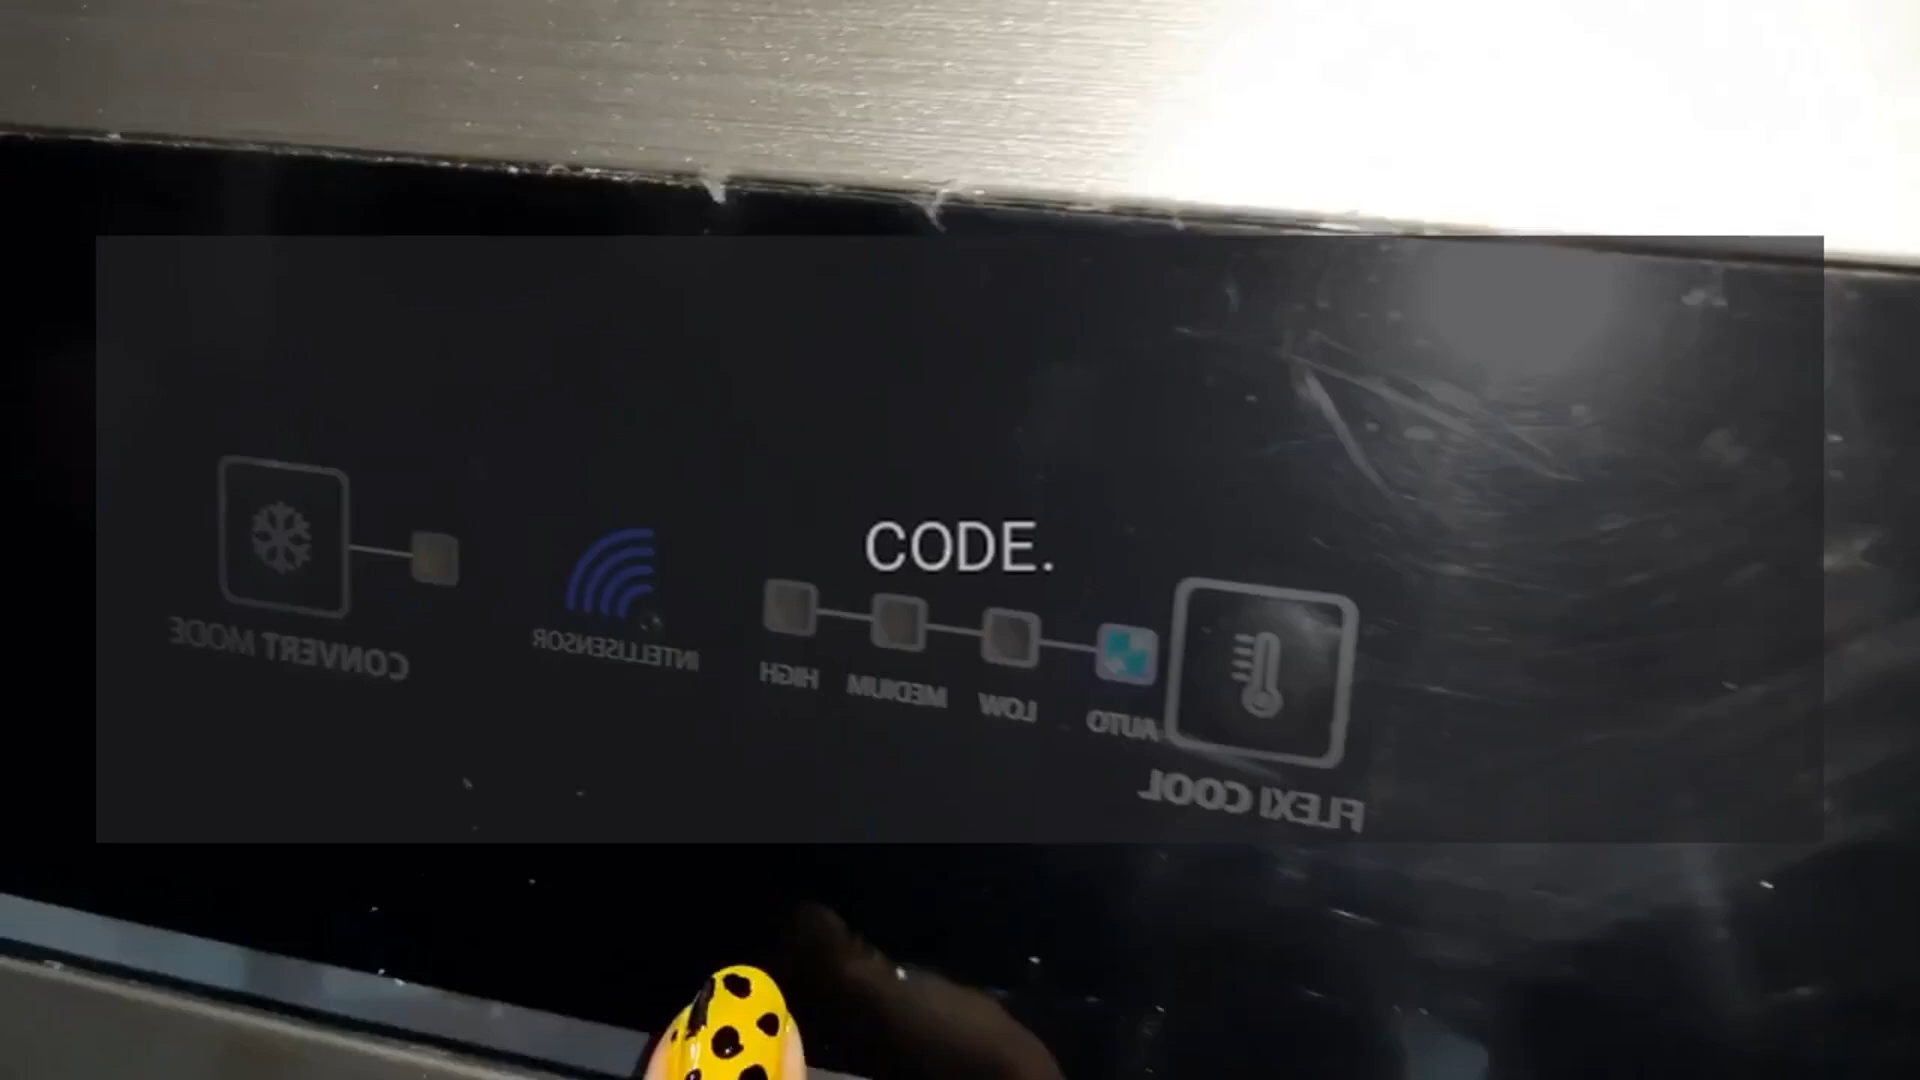 CODE.
CONVERT MODE
INTELLISENSOR
HIGH
MEDIUM
LOW
AUTO
FLEXI COOL